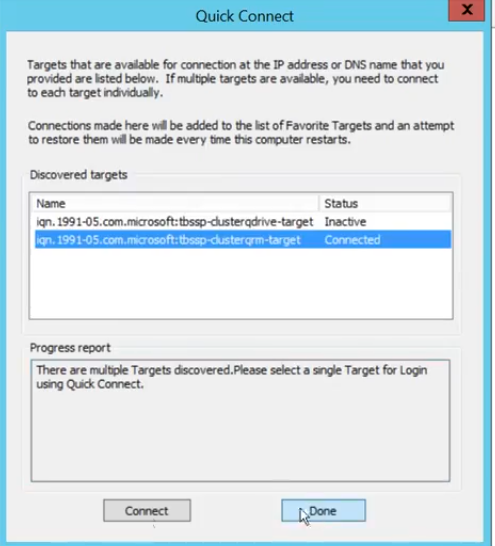 Quick Connect
X
Targets that are available for connection at the IP address or DNS name that you
provided are listed below. If multiple targets are available, you need to connect
to each target individually.
Connections made here will be added to the list of Favorite Targets and an attempt
to restore them will be made every time this computer restarts.
Discovered targets
Name Status
iqn.1991-05.com.microsoft:tbssp-clusterqdrive-target Inactive
iqn.1991-05.com.microsoft:tbssp-clusterqrm-target Connected
Progress report
There are multiple Targets discovered.Please select a single Target for Login
using Quick Connect.
Connect Done